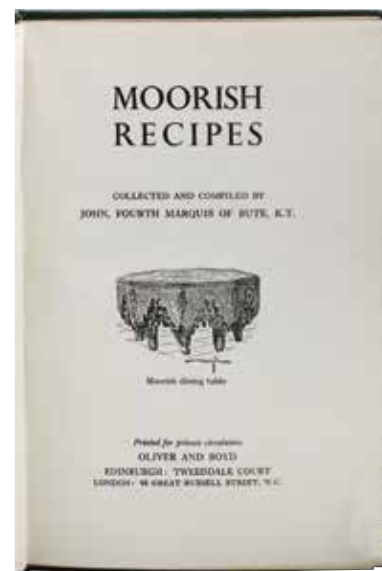 MOORISH
RECIPES
COLLECTED AND COMPILED BY
JOHN, FOURTH MARQUIS OF BUTE, K.T.
Moorish dining table
Printed for private circulation
OLIVER AND BOYD
EDINBURGH: TWEEDDALE COURT
LONDON: 98 GREAT RUSSELL STREET, W.C.